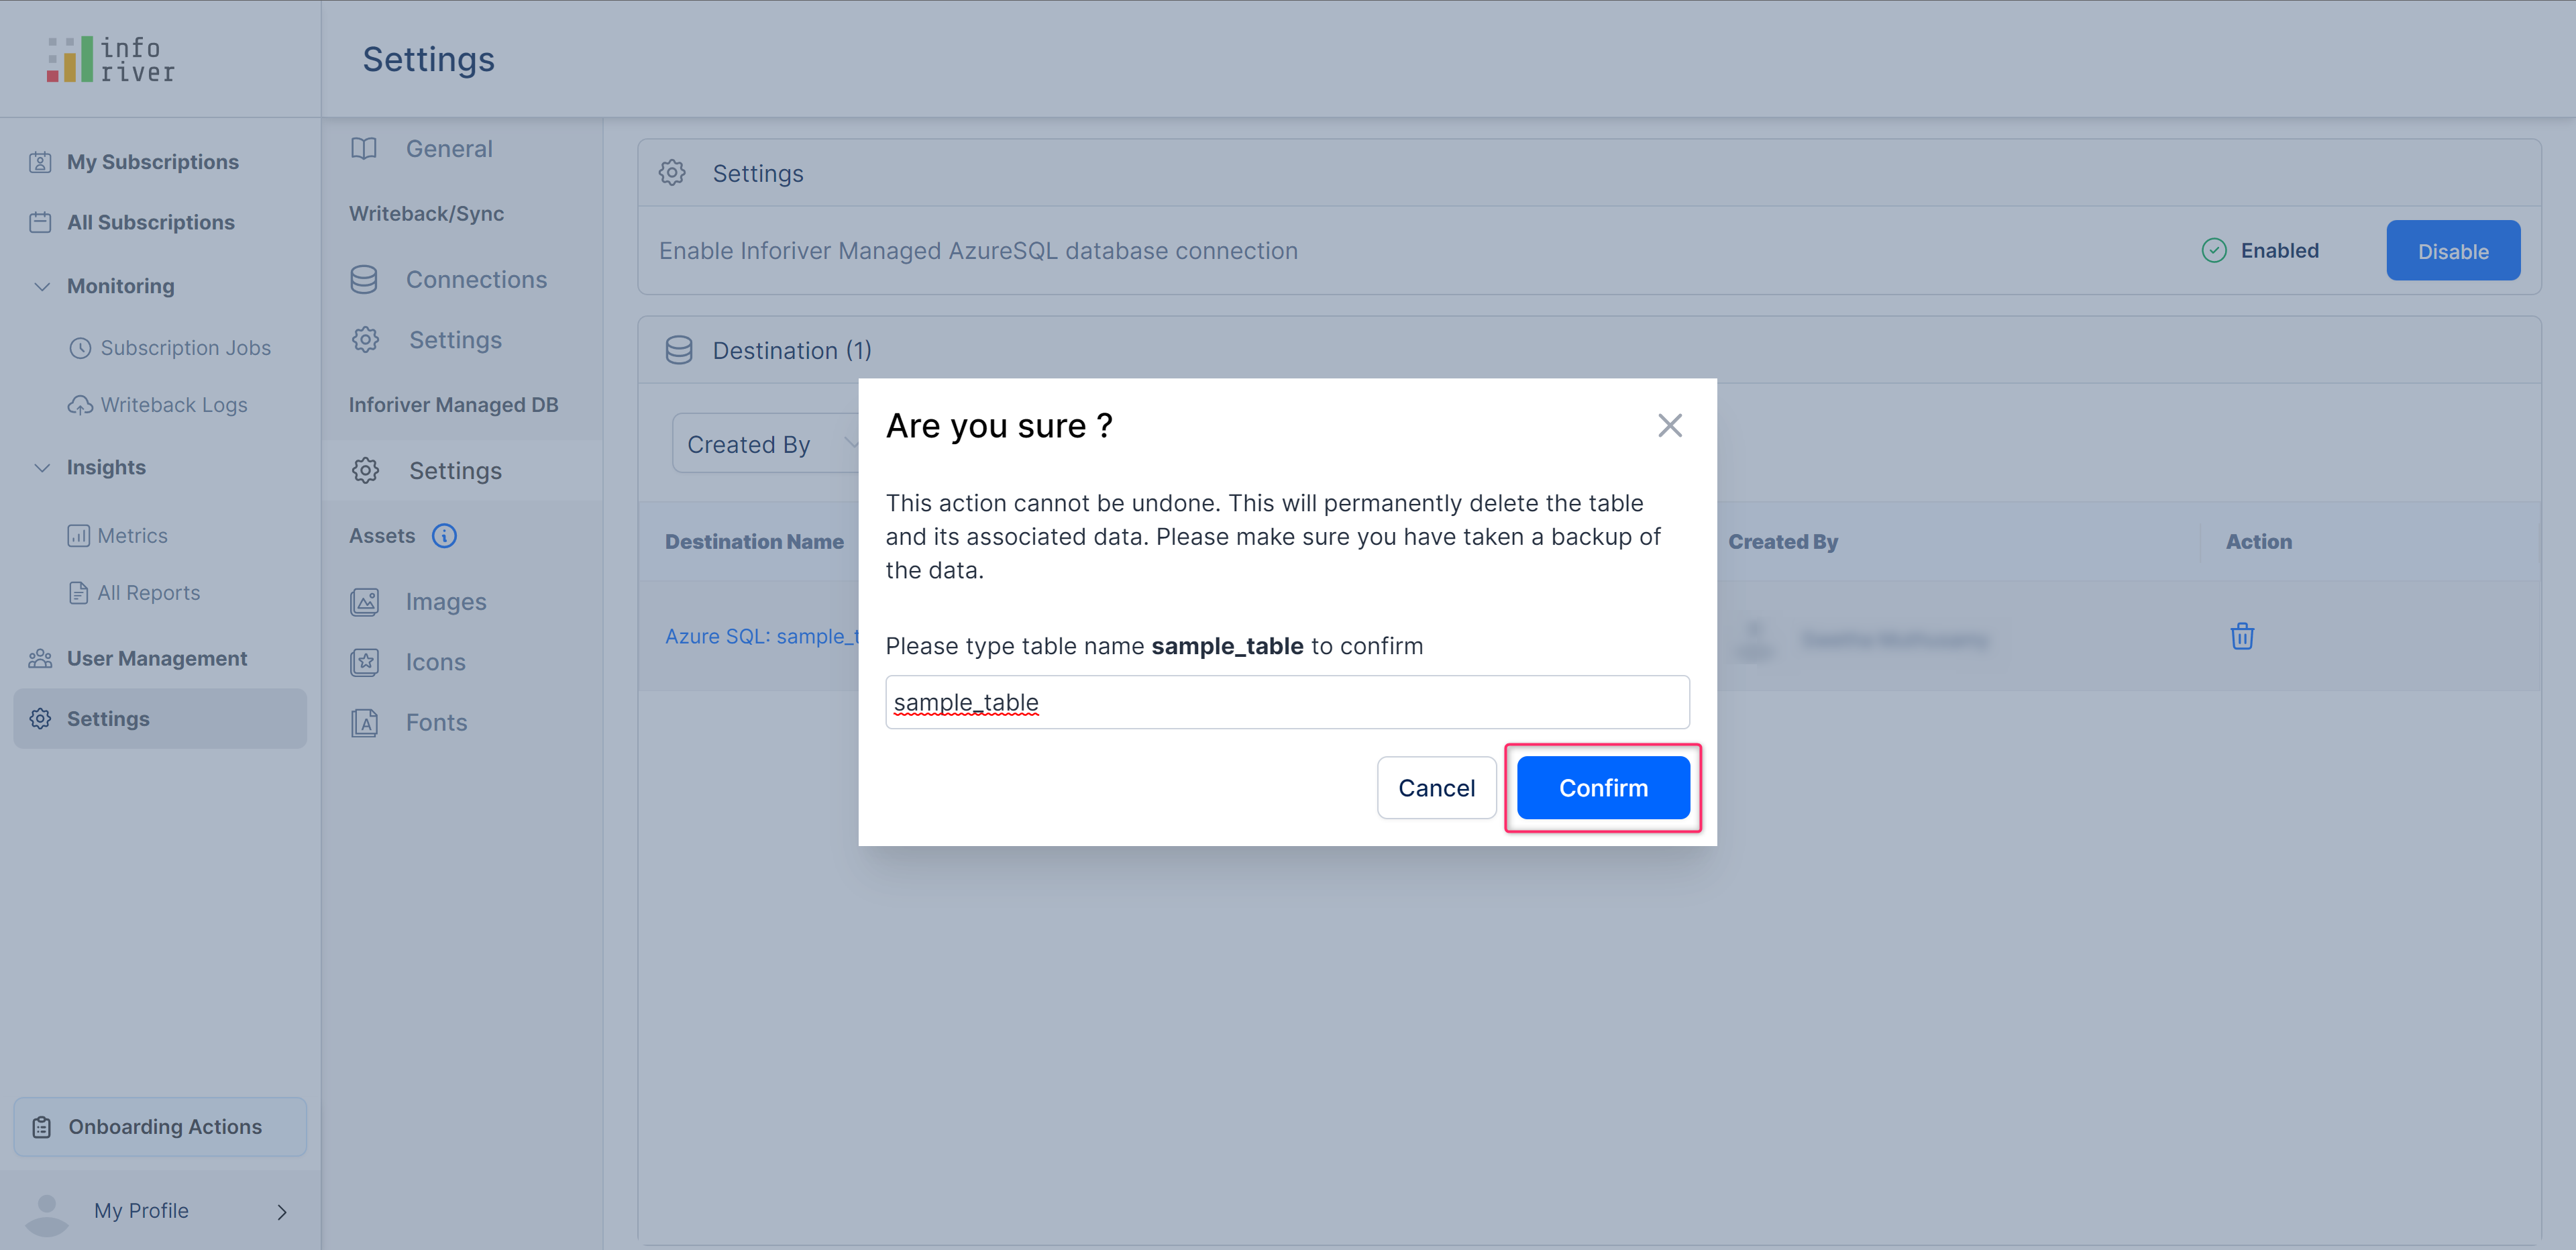 info
river
Settings
My Subscriptions
All Subscriptions
Monitoring
Subscription Jobs
Writeback Logs
Insights
Metrics
All Reports
User Management
Settings
Onboarding Actions
My Profile
General
Writeback/Sync
Connections
Settings
Inforiver Managed DB
Settings
Assets
Images
Icons
Fonts
Settings
Enable Inforiver Managed AzureSQL database connection
Enabled
Disable
Destination (1)
Created By
Destination Name
Created By
Action
Azure SQL: sample_t
Are you sure ?
This action cannot be undone. This will permanently delete the table
and its associated data. Please make sure you have taken a backup of
the data.
Please type table name sample_table to confirm
sample_table
Cancel
Confirm